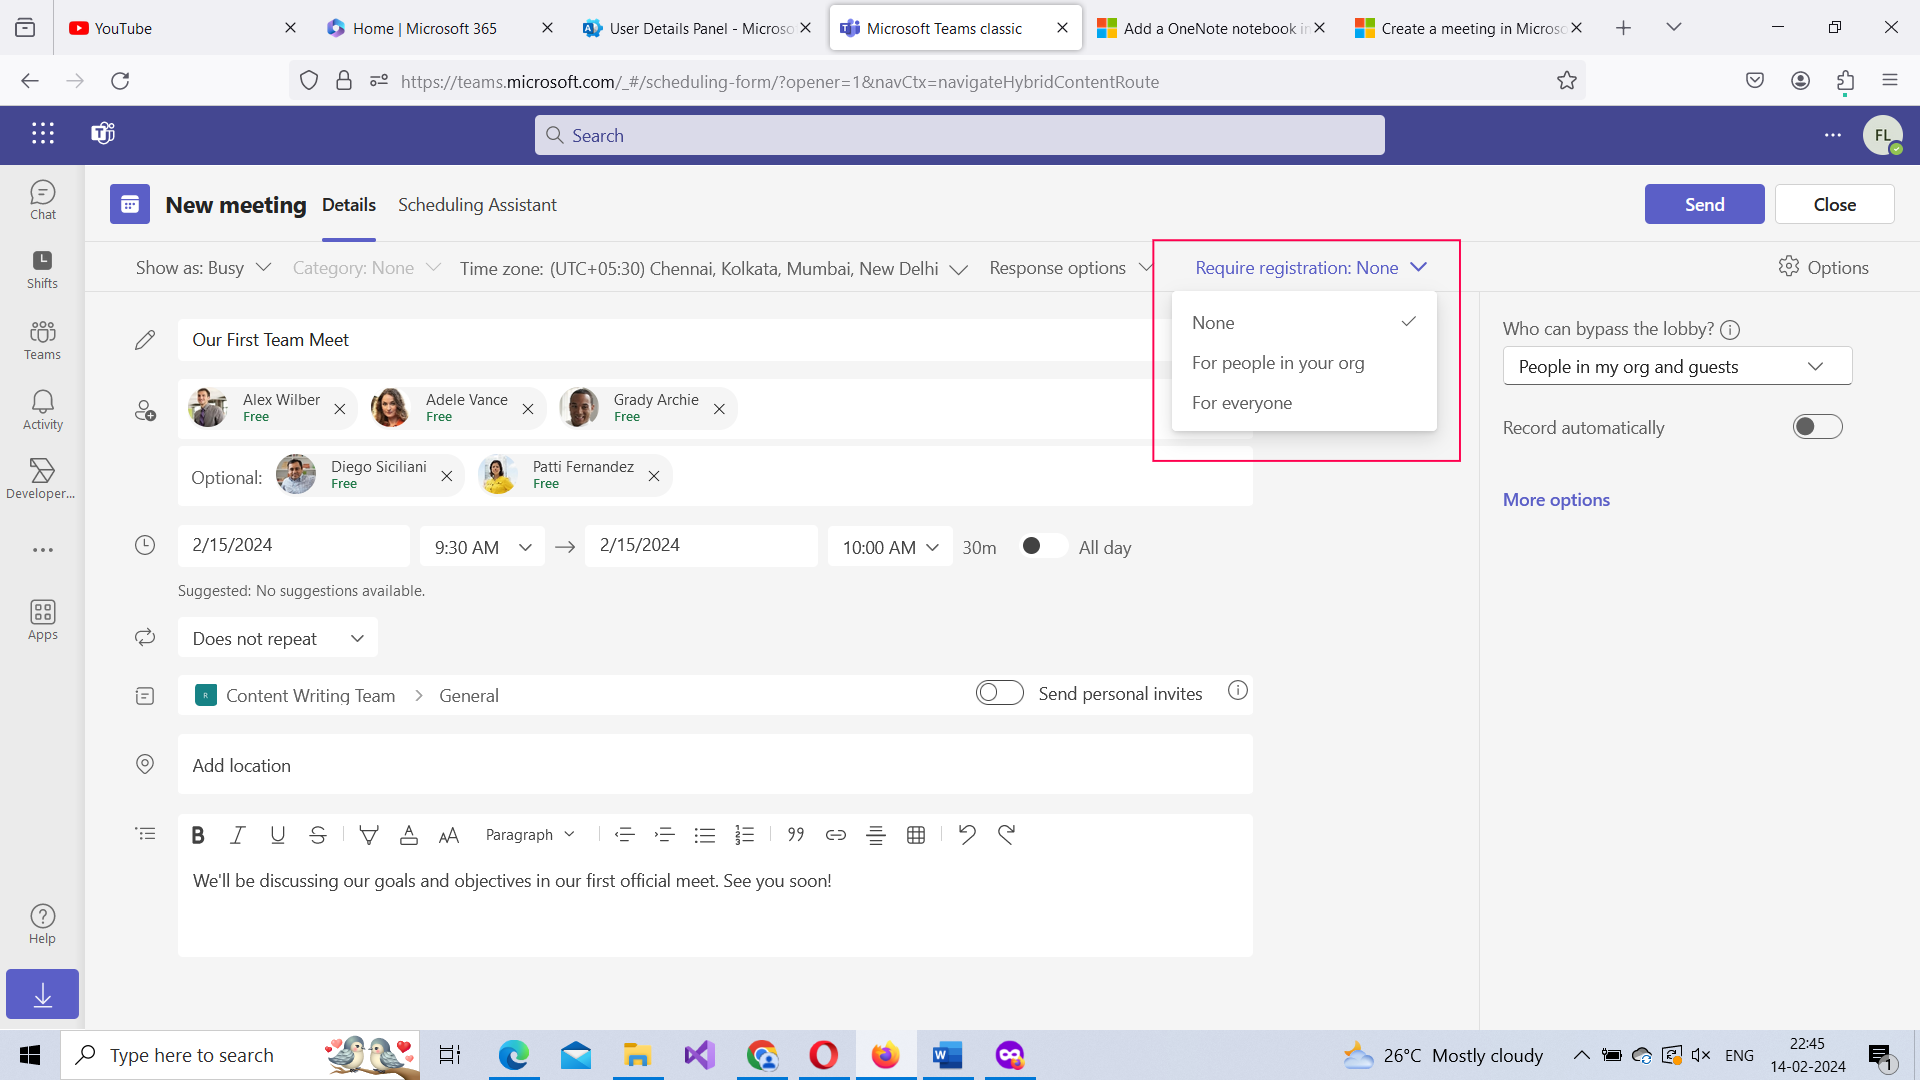 YouTube
Home | Microsoft 365
User Details Panel - Microso
Microsoft Teams classic
Add a OneNote notebook in
Create a meeting in Microso
https://teams.microsoft.com/_#/scheduling-form/?opener=1&navCtx=navigateHybridContentRoute
Search
FL
New meeting
Details
Scheduling Assistant
Send
Close
Show as: Busy
Category: None
Time zone: (UTC+05:30) Chennai, Kolkata, Mumbai, New Delhi
Response options
Require registration: None
Options
None
For people in your org
For everyone
Chat
Shifts
Teams
Activity
Developer...
Apps
Help
Our First Team Meet
Alex Wilber
Free
Adele Vance
Free
Grady Archie
Free
Optional:
Diego Siciliani
Free
Patti Fernandez
Free
2/15/2024
9:30 AM
2/15/2024
10:00 AM
30m
All day
Suggested: No suggestions available.
Does not repeat
R
Content Writing Team > General
Send personal invites
Add location
Paragraph
We'll be discussing our goals and objectives in our first official meet. See you soon!
Who can bypass the lobby?
People in my org and guests
Record automatically
More options
Type here to search
26°C Mostly cloudy
ENG
22:45
14-02-2024
1